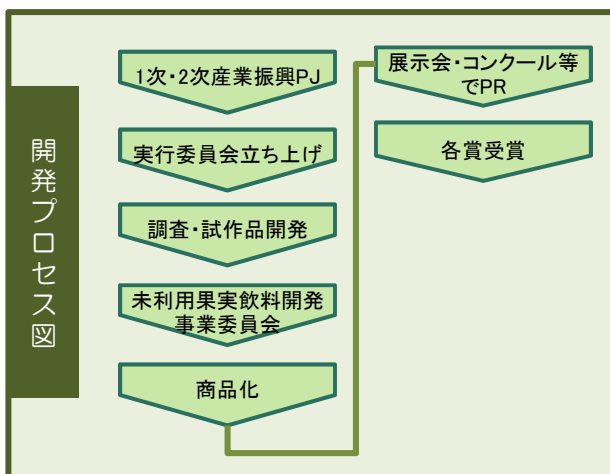 開発プロセス図
1次・2次産業振興PJ
実行委員会立ち上げ
調査・試作品開発
未利用果実飲料開発
事業委員会
商品化
展示会・コンクール等
でPR
各賞受賞